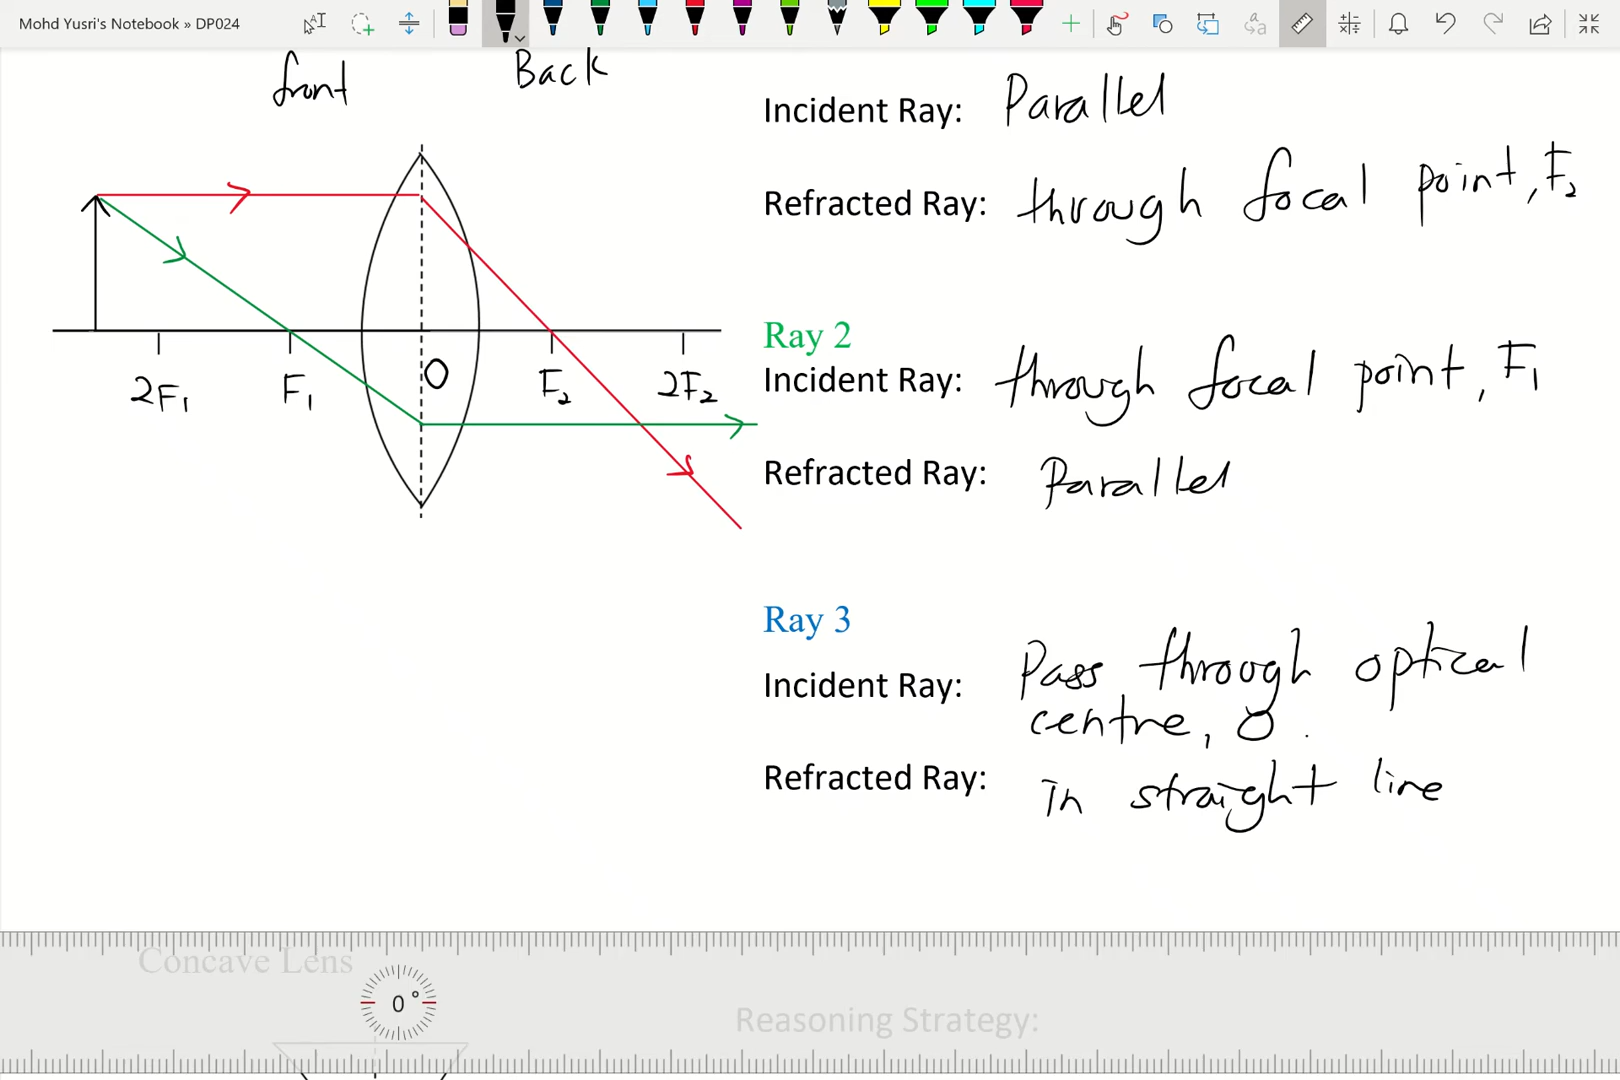 Mohd Yusri's Notebook » DP024
front
Back
2F₁
F₁
O
F₂
2F₂
Incident Ray: Parallel
Refracted Ray: through focal point, F₂
Ray 2
Incident Ray: through focal point, F₁
Refracted Ray: Parallel
Ray 3
Incident Ray: Pass through optical
centre, O.
Refracted Ray: in straight line
Concave Lens
0°
Reasoning Strategy: